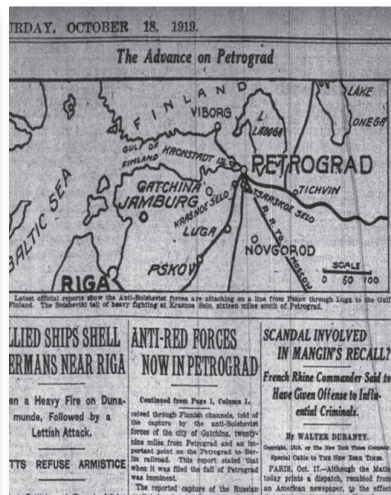 URDAY, OCTOBER 18, 1919.
The Advance on Petrograd
FINLAND
VIBORG
LAKE
ONEGA
L. LADOGA
GULF OF FINLAND
KRONSTADT
PETROGRAD
GATCHINA
JAMBURG
KRASNOE SELO
TSARSKOE SELO
TICHVIN
BALTIC SEA
LUGA
R.R. TO MOSCOW
NOVGOROD
PSKOV
RIGA
SCALE
0 50 100
Latest official reports show the Anti-Bolshevist forces are attacking on a line from Pskov through Luga to the Gulf
Finland. The Bolsheviki tell of heavy fighting at Krasnoe Selo, sixteen miles south of Petrograd.
LLIED SHIPS SHELL
ERMANS NEAR RIGA
en a Heavy Fire on Duna-
munde, Followed by a
Lettish Attack.
TTS REFUSE ARMISTICE
ANTI-RED FORCES
NOW IN PETROGRAD
Continued from Page 1, Column 1.
ceived through Finnish channels, told of
the capture by the anti-Bolshevist
forces of the city of Gatchina, twenty-
nine miles from Petrograd and an im-
portant point on the Petrograd to Ber-
lin railroad. This report stated that
when it was filed the fall of Petrograd
was imminent.
The reported capture of the Russian
SCANDAL INVOLVED
IN MANGIN'S RECALL?
French Rhine Commander Said to
Have Given Offense to Influ-
ential Criminals.
By WALTER DURANTY.
Copyright, 1919, by The New York Times Company.
Special Cable to THE NEW YORK TIMES.
PARIS, Oct. 17.—Although the Matin
today prints a dispatch, recabled from
an American newspaper, to the effect